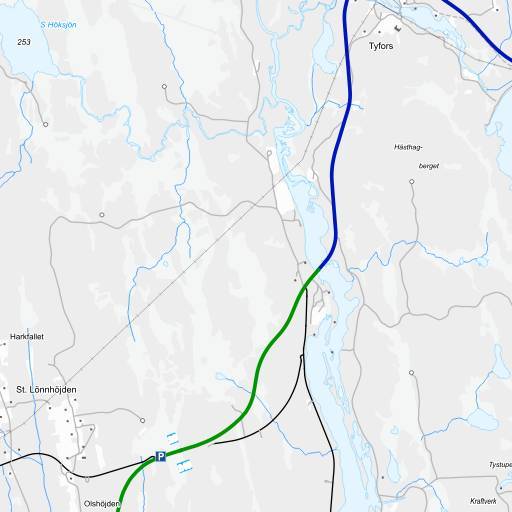 S Höksjön
253
Tyfors
Hästhag-
berget
Harkfallet
St. Lönnhöjden
P
Olshöjden
Tystupe
Kraftverk